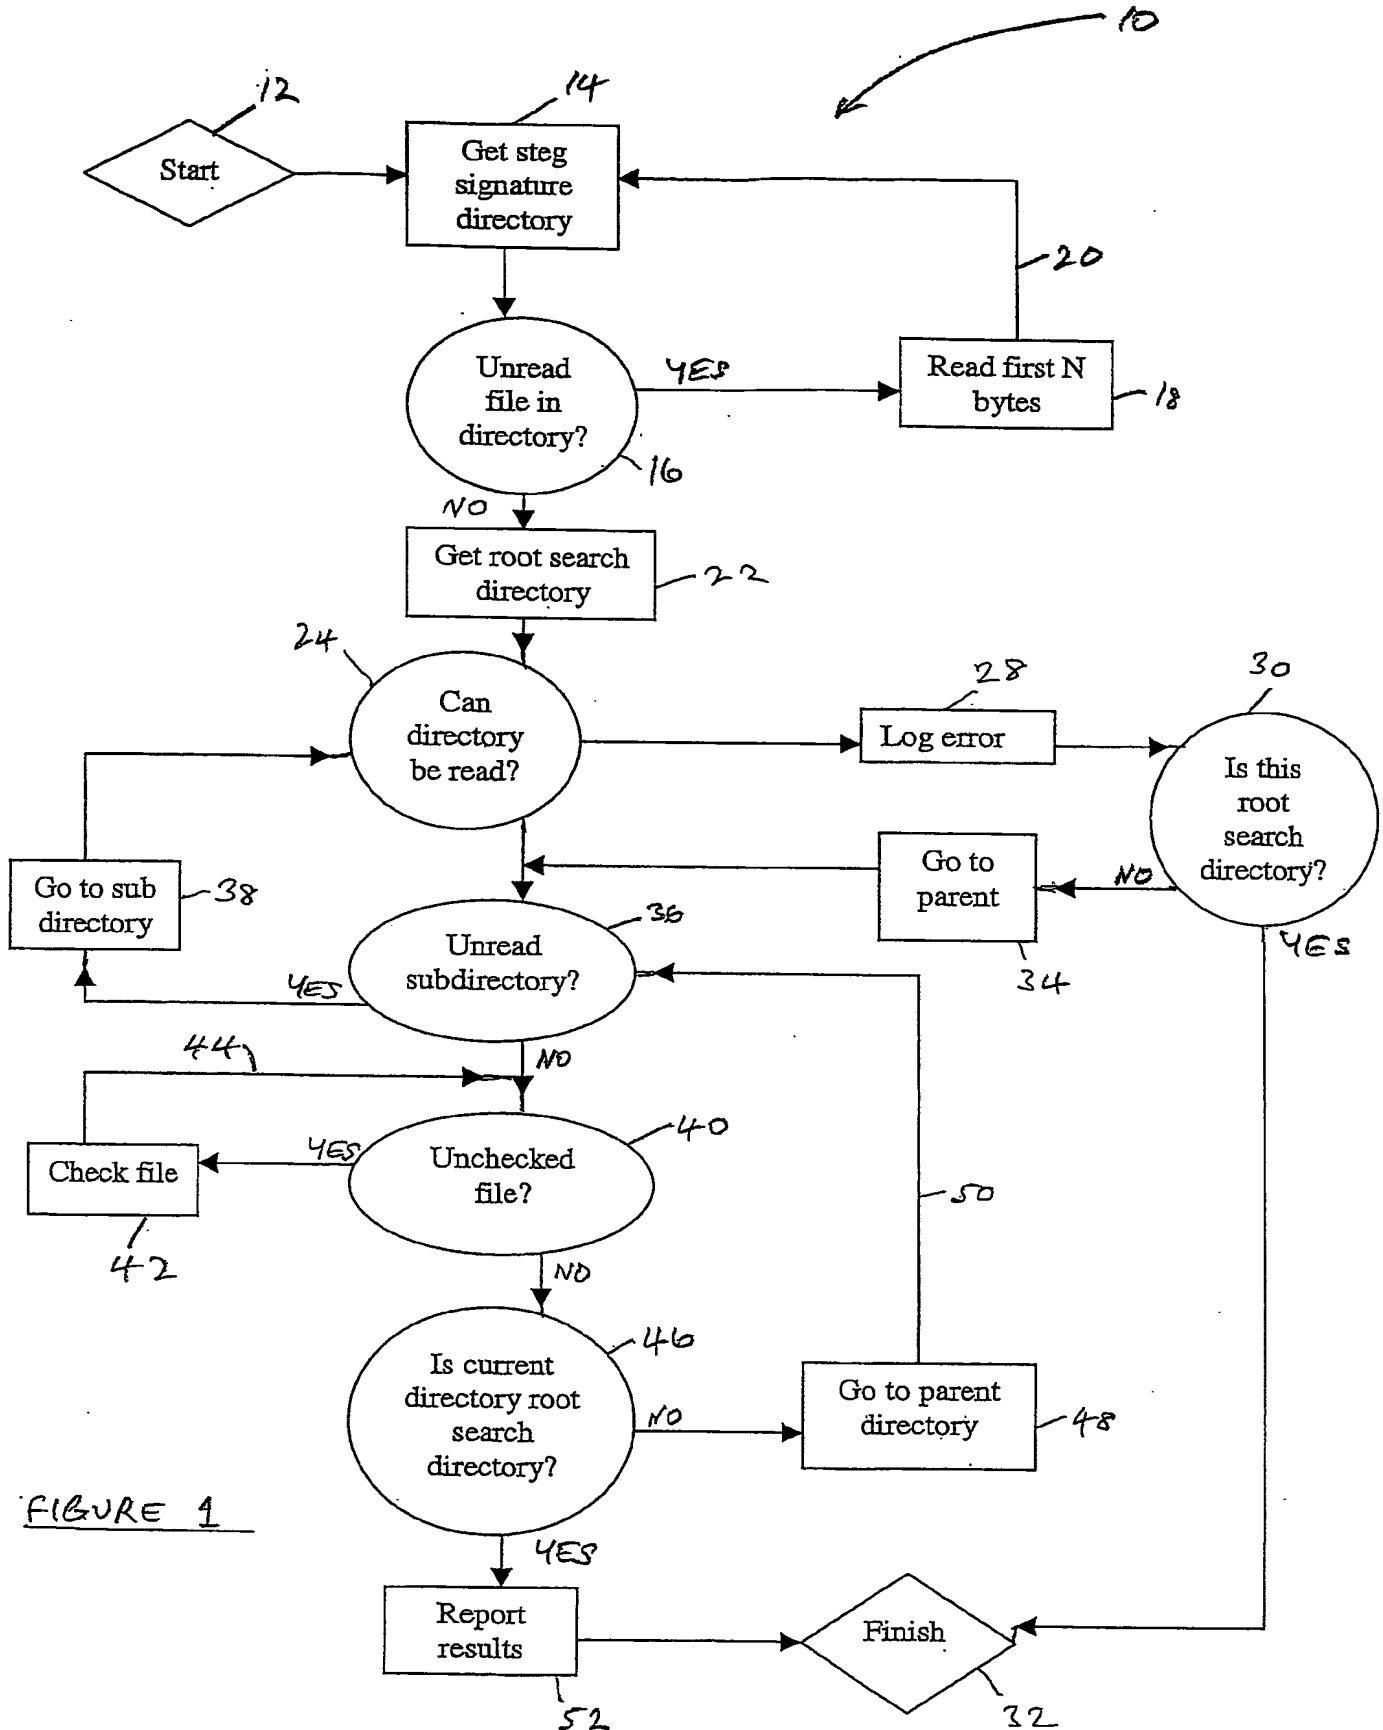 10
12
14
Start
Get steg
signature
directory
20
Unread
file in
directory?
YES
Read first N
bytes
18
16
NO
Get root search
directory
22
24
Can
directory
be read?
28
Log error
30
Is this
root
search
directory?
Go to
parent
NO
34
YES
Go to sub
directory
38
36
Unread
subdirectory?
YES
NO
44
Check file
42
YES
Unchecked
file?
40
50
NO
46
Is current
directory root
search
directory?
NO
Go to parent
directory
48
FIGURE 1
YES
Report
results
52
Finish
32